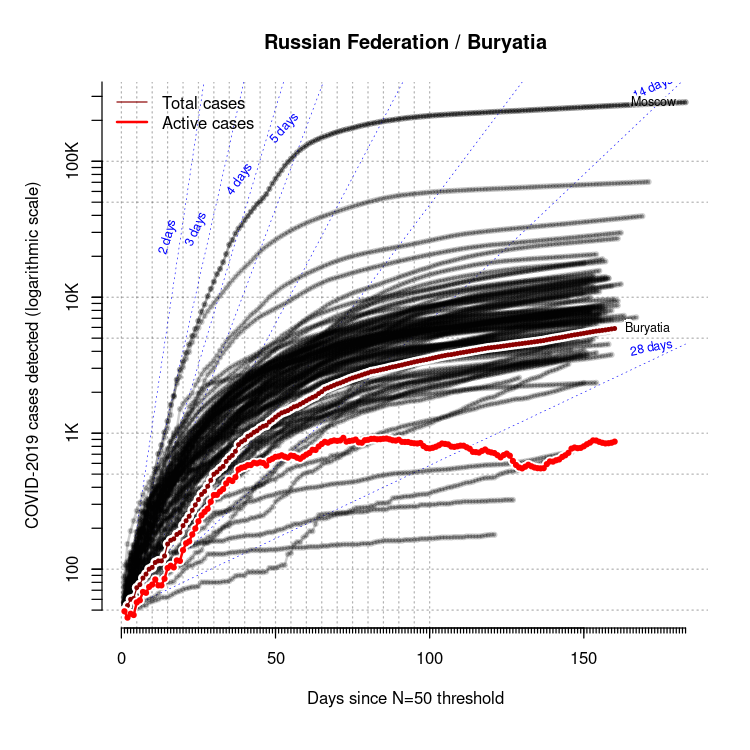 Russian Federation / Buryatia
Total cases
Active cases
2 days
3 days
4 days
5 days
14 days
Moscow
Buryatia
28 days
100K
10K
1K
100
COVID-2019 cases detected (logarithmic scale)
0
50
100
150
Days since N=50 threshold